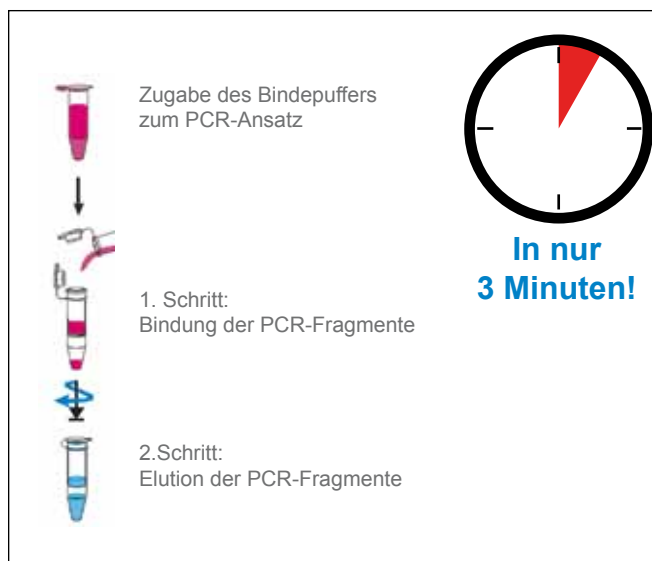 Zugabe des Bindepuffers
zum PCR-Ansatz
In nur
3 Minuten!
1. Schritt:
Bindung der PCR-Fragmente
2.Schritt:
Elution der PCR-Fragmente